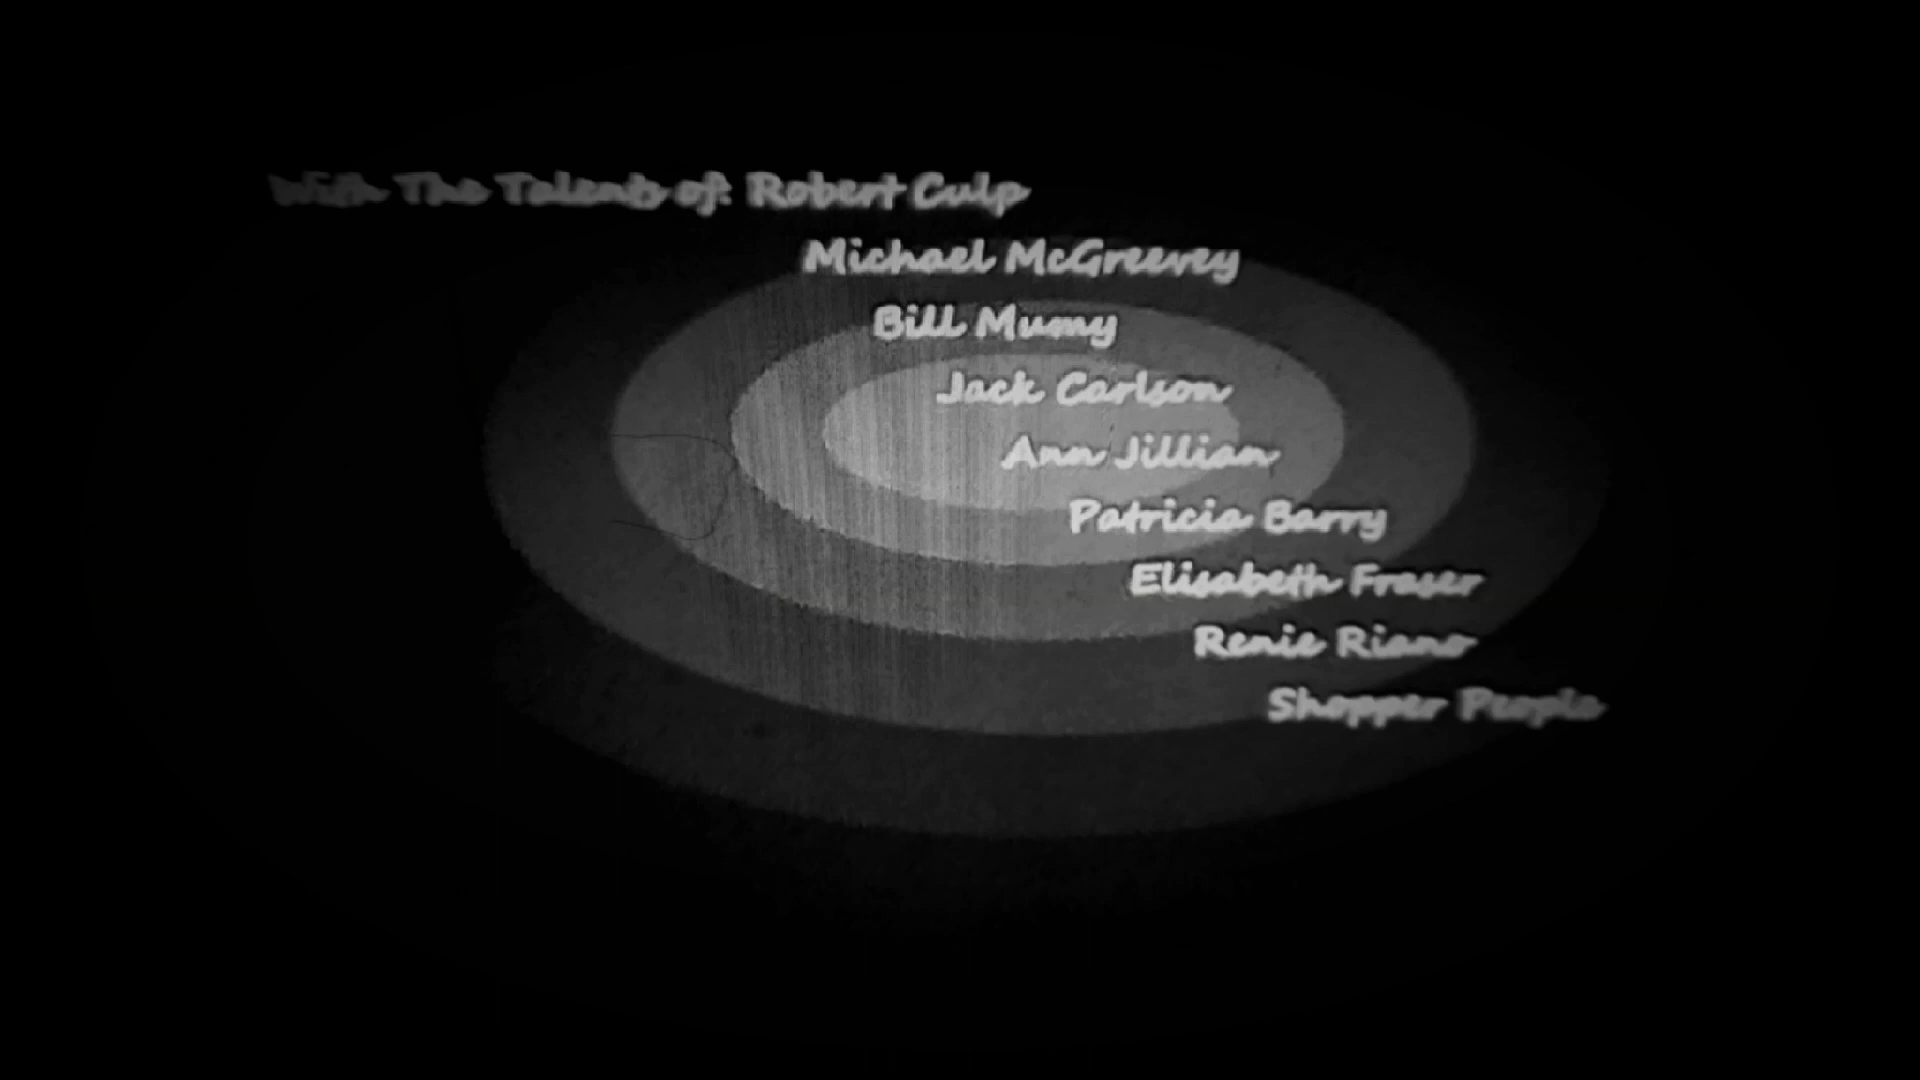 With The Talents of: Robert Culp
Michael McGreevey
Bill Mumy
Jack Carlson
Ann Jillian
Patricia Barry
Elisabeth Fraser
Renie Riano
Shopper People